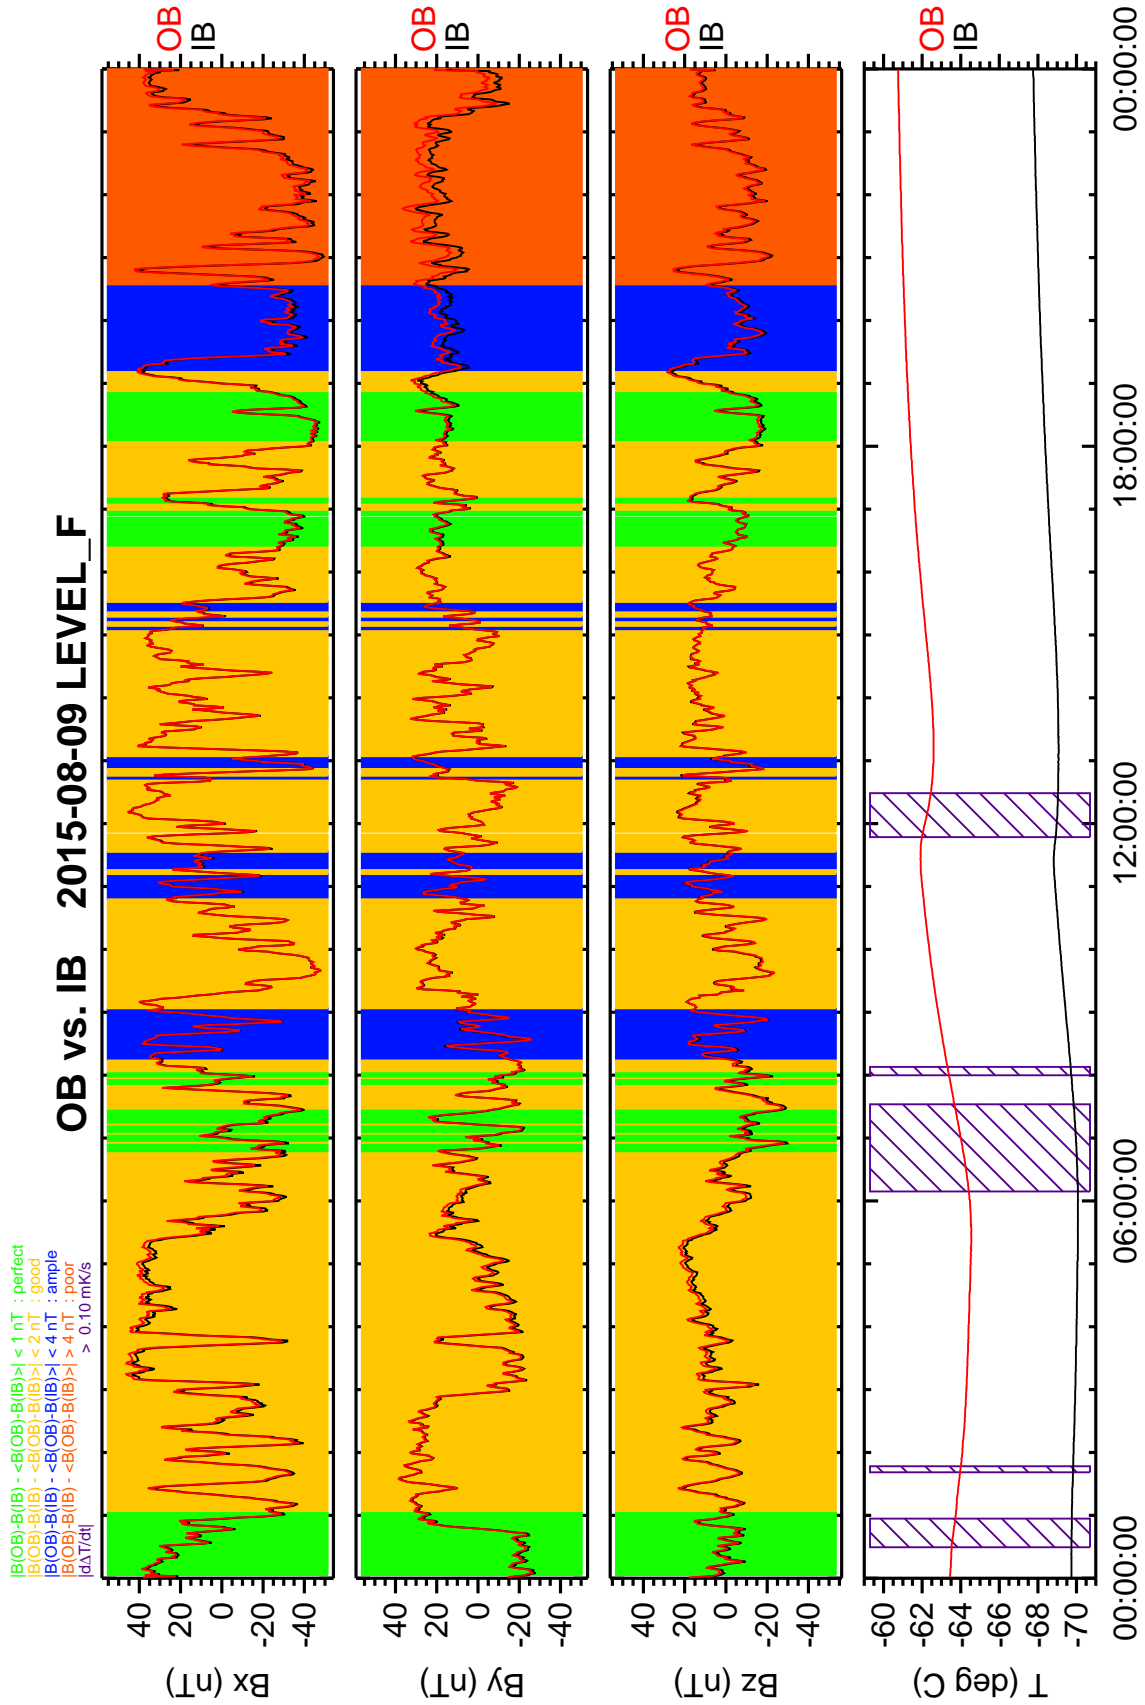 OB vs. IB 2015-08-09 LEVEL_F
|B(OB)-B(IB) - <B(OB)-B(IB)>| < 1 nT : perfect
|B(OB)-B(IB) - <B(OB)-B(IB)>| < 2 nT : good
|B(OB)-B(IB) - <B(OB)-B(IB)>| < 4 nT : ample
|B(OB)-B(IB) - <B(OB)-B(IB)>| > 4 nT : poor
|dΔT/dt| > 0.10 mK/s
Bx (nT)
40
20
0
-20
-40
OB
IB
By (nT)
40
20
0
-20
-40
OB
IB
Bz (nT)
40
20
0
-20
-40
OB
IB
T (deg C)
-60
-62
-64
-66
-68
-70
OB
IB
00:00:00
06:00:00
12:00:00
18:00:00
00:00:00